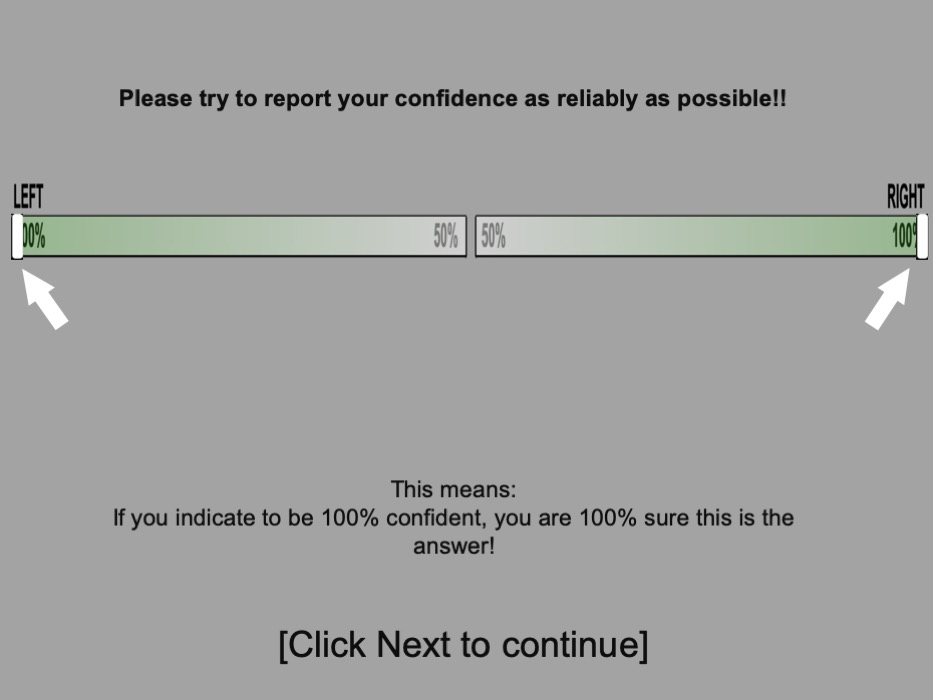 Please try to report your confidence as reliably as possible!!
LEFT RIGHT
00% 50% 50% 100%
This means:
If you indicate to be 100% confident, you are 100% sure this is the
answer!
[Click Next to continue]